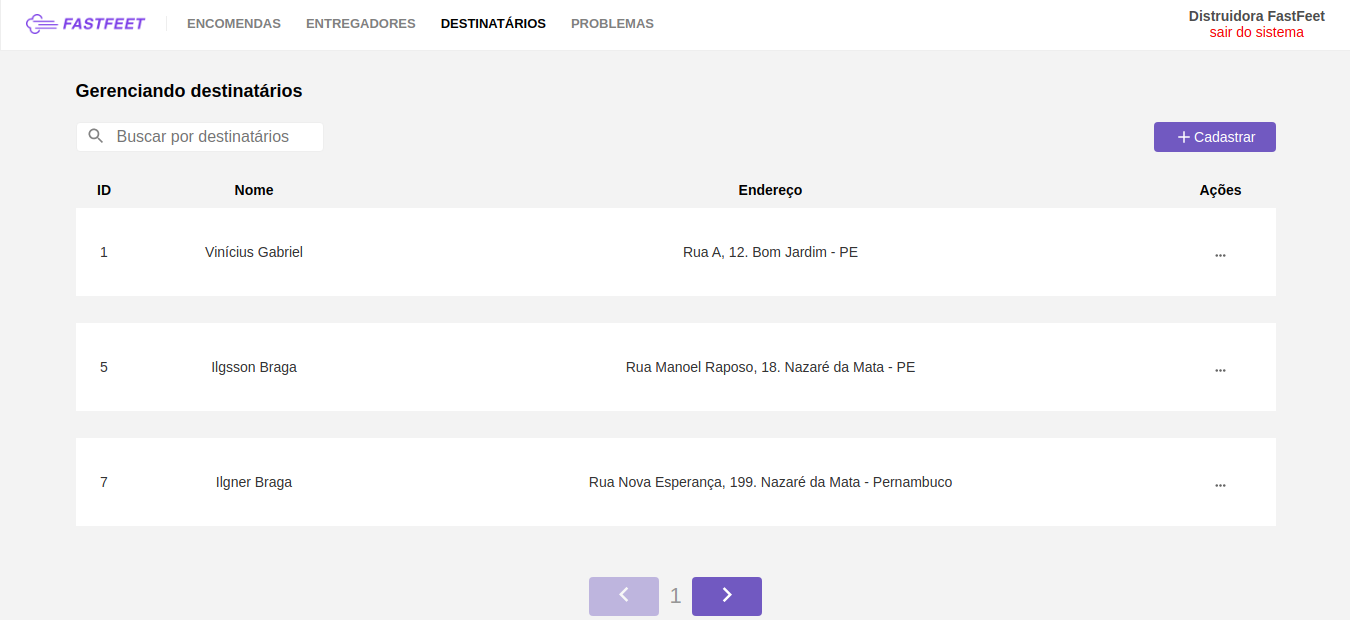 FASTFEET ENCOMENDAS ENTREGADORES DESTINATÁRIOS PROBLEMAS Distruidora FastFeet
sair do sistema
Gerenciando destinatários
Buscar por destinatários + Cadastrar
ID Nome Endereço Ações
1 Vinícius Gabriel Rua A, 12. Bom Jardim - PE ...
5 Ilgsson Braga Rua Manoel Raposo, 18. Nazaré da Mata - PE ...
7 Ilgner Braga Rua Nova Esperança, 199. Nazaré da Mata - Pernambuco ...
1